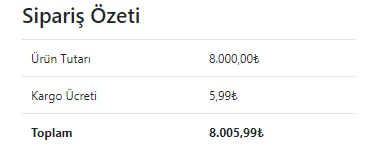 Sipariş Özeti
Ürün Tutarı 8.000,00₺
Kargo Ücreti 5,99₺
Toplam 8.005,99₺